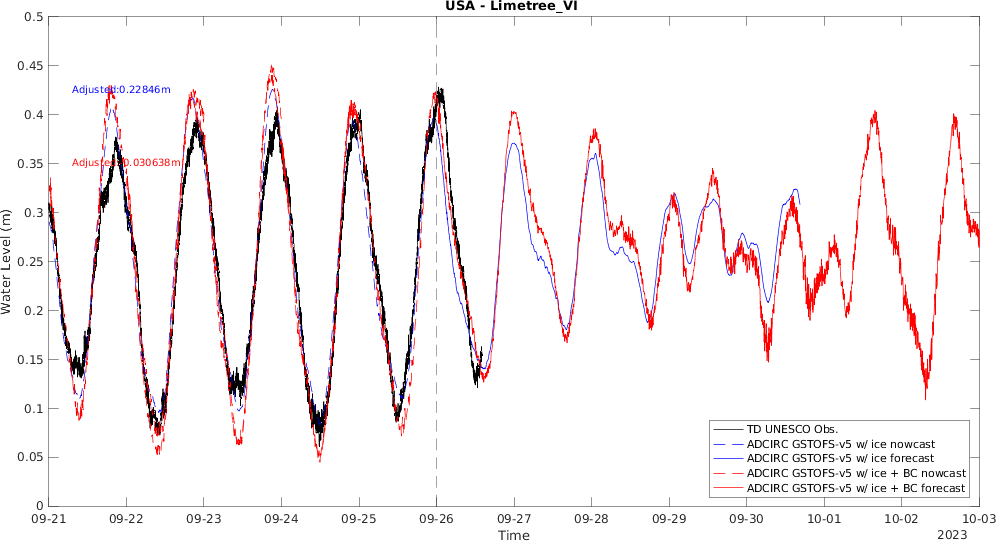 USA - Limetree_VI
0.5
0.45
0.4
0.35
0.3
0.25
0.2
0.15
0.1
0.05
0
Water Level (m)
Adjusted:0.22846m
Adjusted:0.030638m
TD UNESCO Obs.
ADCIRC GSTOFS-v5 w/ ice nowcast
ADCIRC GSTOFS-v5 w/ ice forecast
ADCIRC GSTOFS-v5 w/ ice + BC nowcast
ADCIRC GSTOFS-v5 w/ ice + BC forecast
09-21 09-22 09-23 09-24 09-25 09-26 09-27 09-28 09-29 09-30 10-01 10-02 10-03
Time
2023